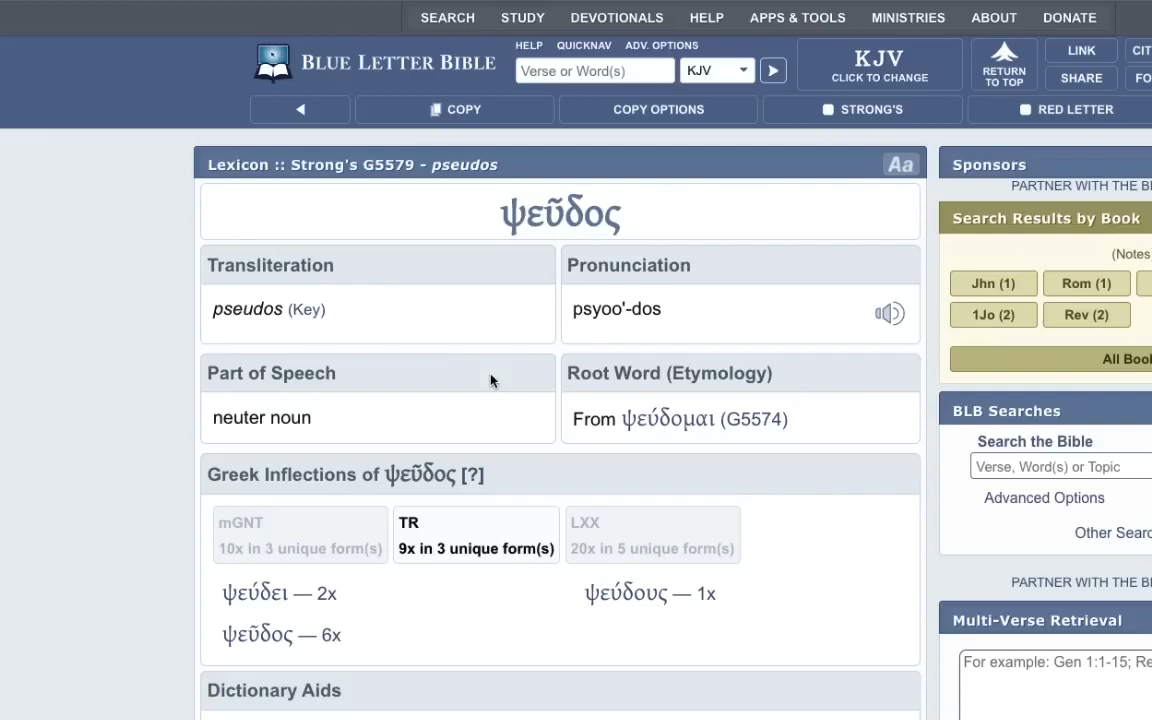 SEARCH STUDY DEVOTIONALS HELP APPS & TOOLS MINISTRIES ABOUT DONATE
BLUE LETTER BIBLE
HELP QUICKNAV ADV. OPTIONS
Verse or Word(s) KJV
KJV
CLICK TO CHANGE
RETURN
TO TOP
LINK CIT
SHARE FO
COPY COPY OPTIONS STRONG'S RED LETTER
Lexicon :: Strong's G5579 - pseudos Aa
ψεῦδος
Transliteration
pseudos (Key)
Pronunciation
psyoo'-dos
Part of Speech
neuter noun
Root Word (Etymology)
From ψεύδομαι (G5574)
Greek Inflections of ψεῦδος [?]
mGNT
10x in 3 unique form(s)
TR
9x in 3 unique form(s)
LXX
20x in 5 unique form(s)
ψεύδει — 2x
ψεύδους — 1x
ψεῦδος — 6x
Dictionary Aids
Sponsors
PARTNER WITH THE BI
Search Results by Book
(Notes
Jhn (1) Rom (1)
1Jo (2) Rev (2)
All Bool
BLB Searches
Search the Bible
Verse, Word(s) or Topic
Advanced Options
Other Searc
PARTNER WITH THE BI
Multi-Verse Retrieval
For example: Gen 1:1-15; Re